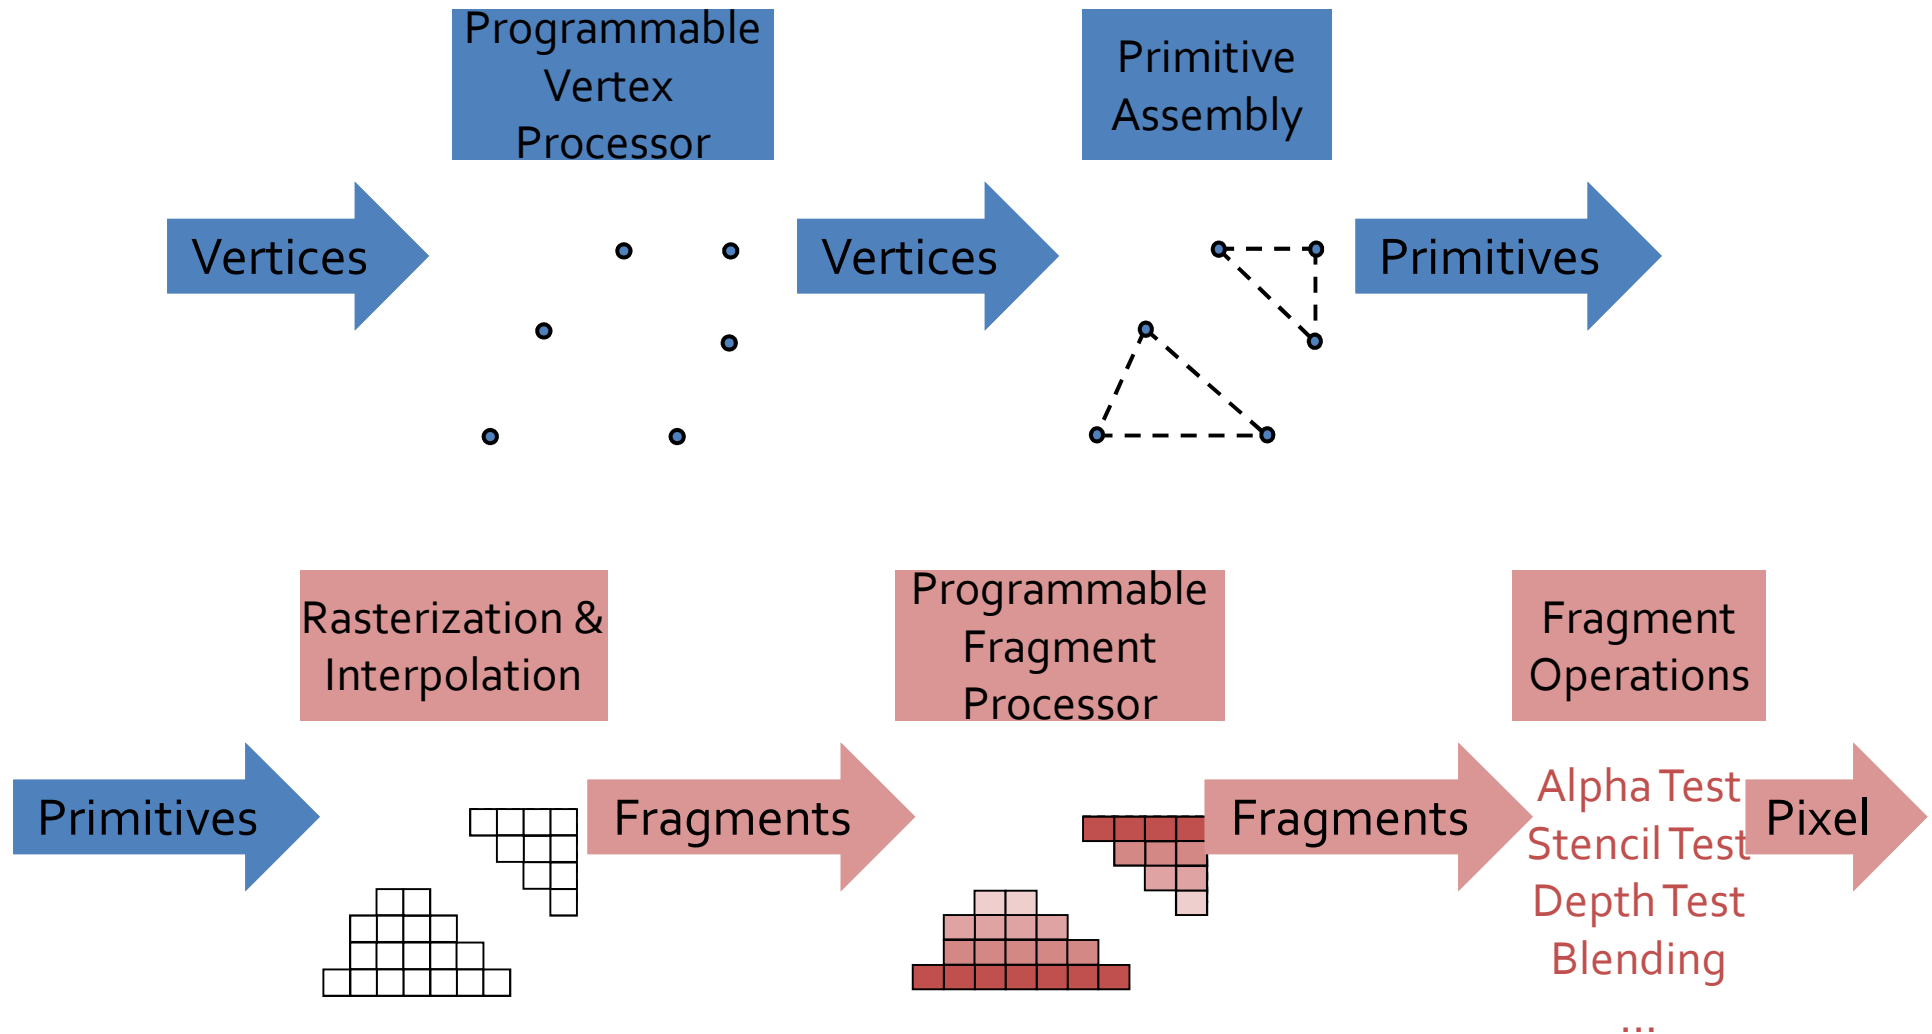 Programmable
Vertex
Processor
Primitive
Assembly
Vertices
Vertices
Primitives
Rasterization &
Interpolation
Programmable
Fragment
Processor
Fragment
Operations
Primitives
Fragments
Fragments
Alpha Test
Stencil Test
Depth Test
Blending
...
Pixel